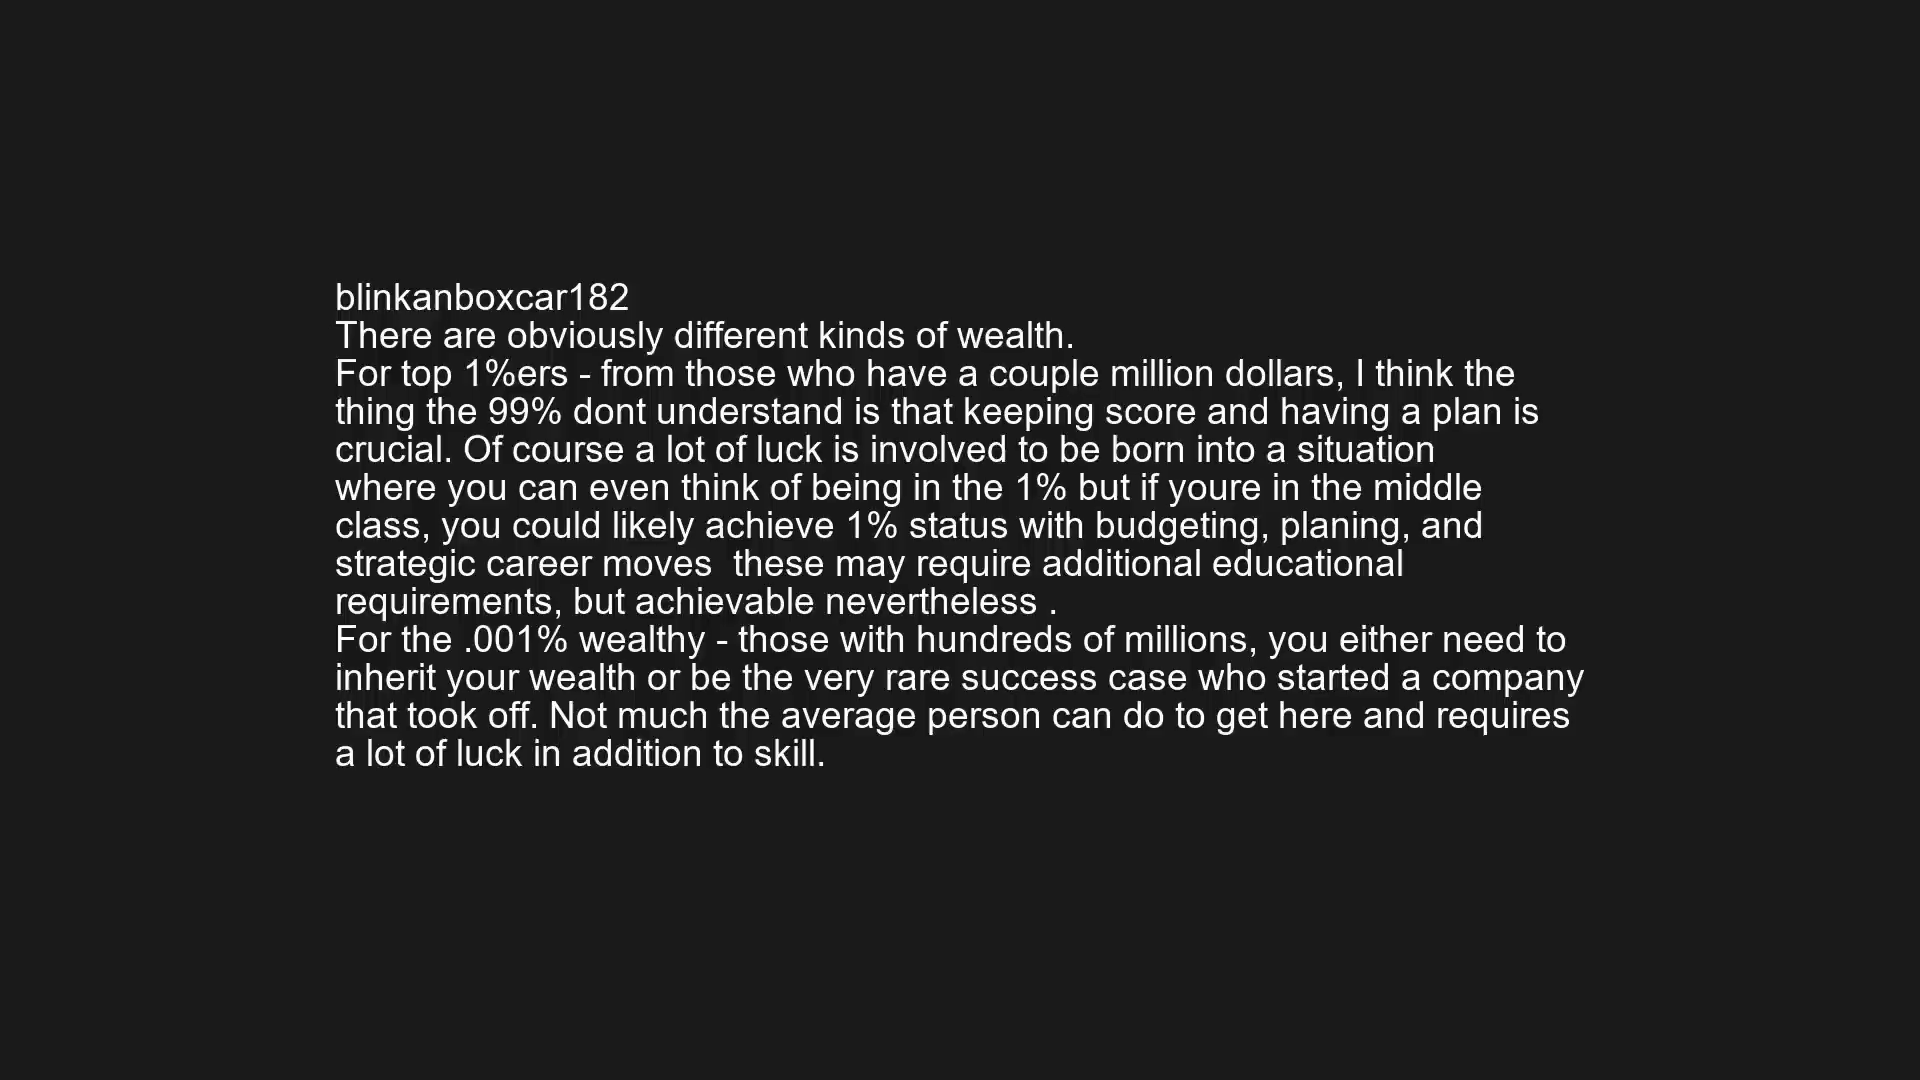 blinkanboxcar182
There are obviously different kinds of wealth.
For top 1%ers - from those who have a couple million dollars, I think the
thing the 99% dont understand is that keeping score and having a plan is
crucial. Of course a lot of luck is involved to be born into a situation
where you can even think of being in the 1% but if youre in the middle
class, you could likely achieve 1% status with budgeting, planing, and
strategic career moves  these may require additional educational
requirements, but achievable nevertheless .
For the .001% wealthy - those with hundreds of millions, you either need to
inherit your wealth or be the very rare success case who started a company
that took off. Not much the average person can do to get here and requires
a lot of luck in addition to skill.